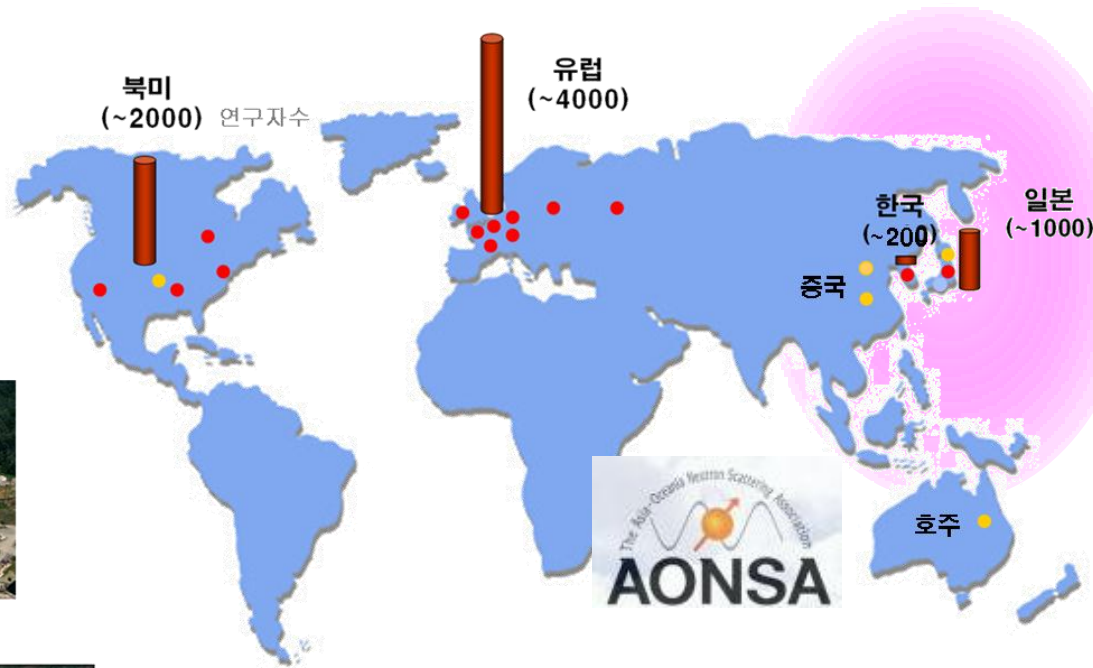 북미
(~2000) 연구자수
유럽
(~4000)
한국
(~200)
일본
(~1000)
중국
호주
The Asia-Oceania Neutron Scattering Association
AONSA